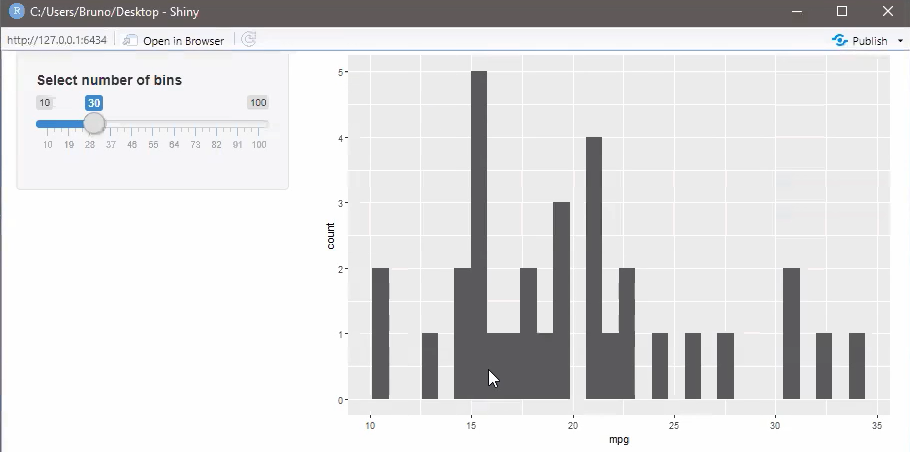 R C:/Users/Bruno/Desktop - Shiny
http://127.0.0.1:6434 Open in Browser Publish
Select number of bins
10 30 100
10 19 28 37 46 55 64 73 82 91 100
count
5
4
3
2
1
0
10 15 20 25 30 35
mpg